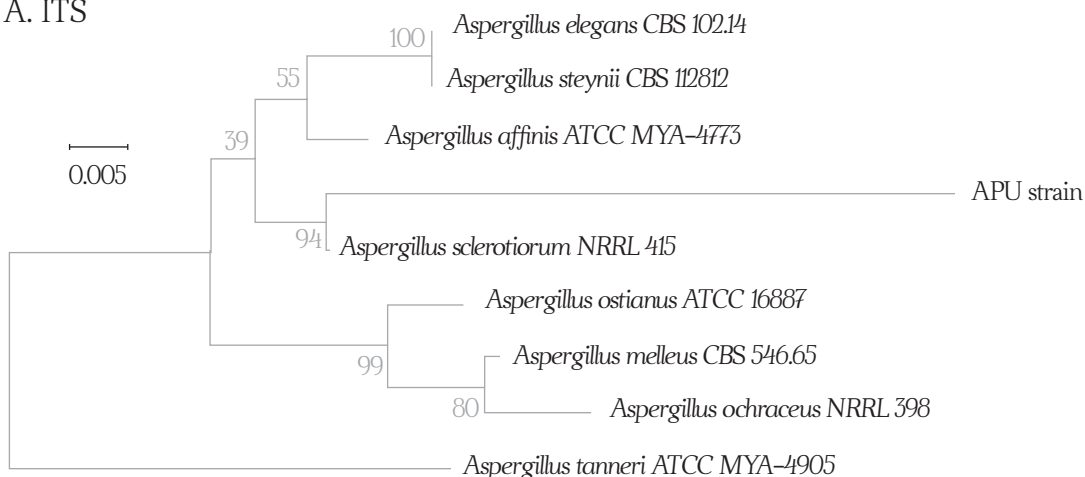 A. ITS
Aspergillus elegans CBS 102.14
100
55
Aspergillus steynii CBS 112812
39
Aspergillus affinis ATCC MYA-4773
0.005
APU strain
94
Aspergillus sclerotiorum NRRL 415
Aspergillus ostianus ATCC 16887
99
Aspergillus melleus CBS 546.65
80
Aspergillus ochraceus NRRL 398
Aspergillus tanneri ATCC MYA-4905